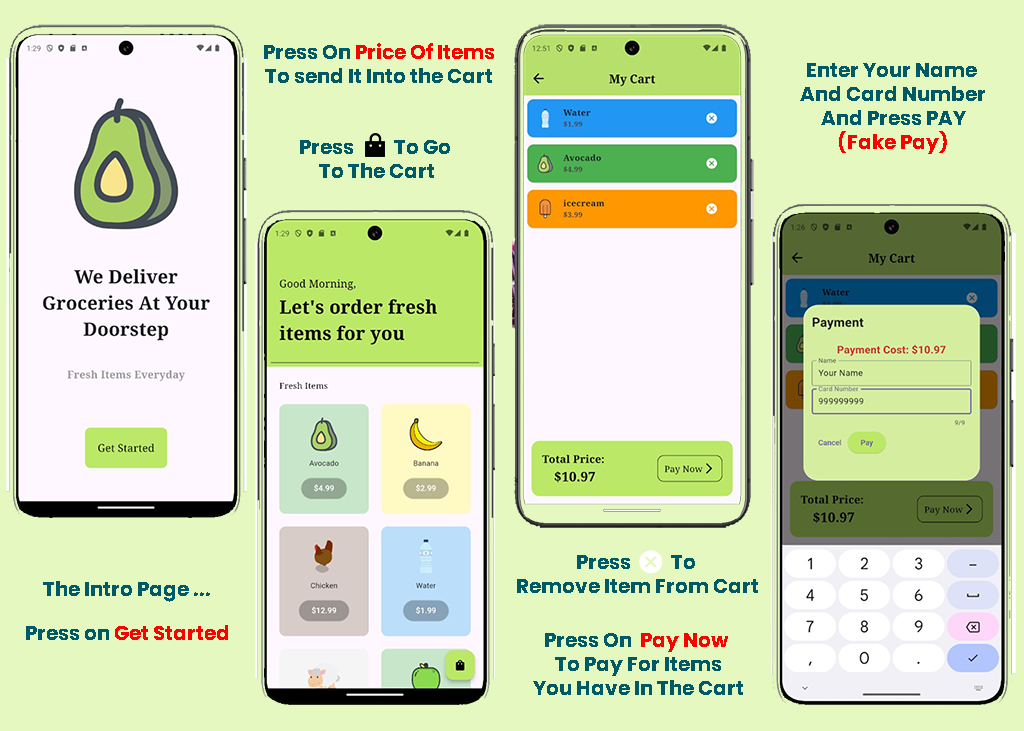 1:29
We Deliver
Groceries At Your
Doorstep
Fresh Items Everyday
Get Started
The Intro Page ...
Press on Get Started
Press On Price Of Items
To send It Into the Cart
Press To Go
To The Cart
1:29
Good Morning,
Let's order fresh
items for you
Fresh Items
Avocado
$4.99
Banana
$2.99
Chicken
$12.99
Water
$1.99
12:51
My Cart
Water
$1.99
Avocado
$4.99
icecream
$3.99
Total Price:
$10.97
Pay Now
Press To
Remove Item From Cart
Press On Pay Now
To Pay For Items
You Have In The Cart
Enter Your Name
And Card Number
And Press PAY
(Fake Pay)
1:26
My Cart
Water
Payment
Payment Cost: $10.97
Name
Your Name
Card Number
999999999
9/9
Cancel Pay
Total Price:
$10.97
Pay Now
1 2 3 –
4 5 6
7 8 9
, 0 .